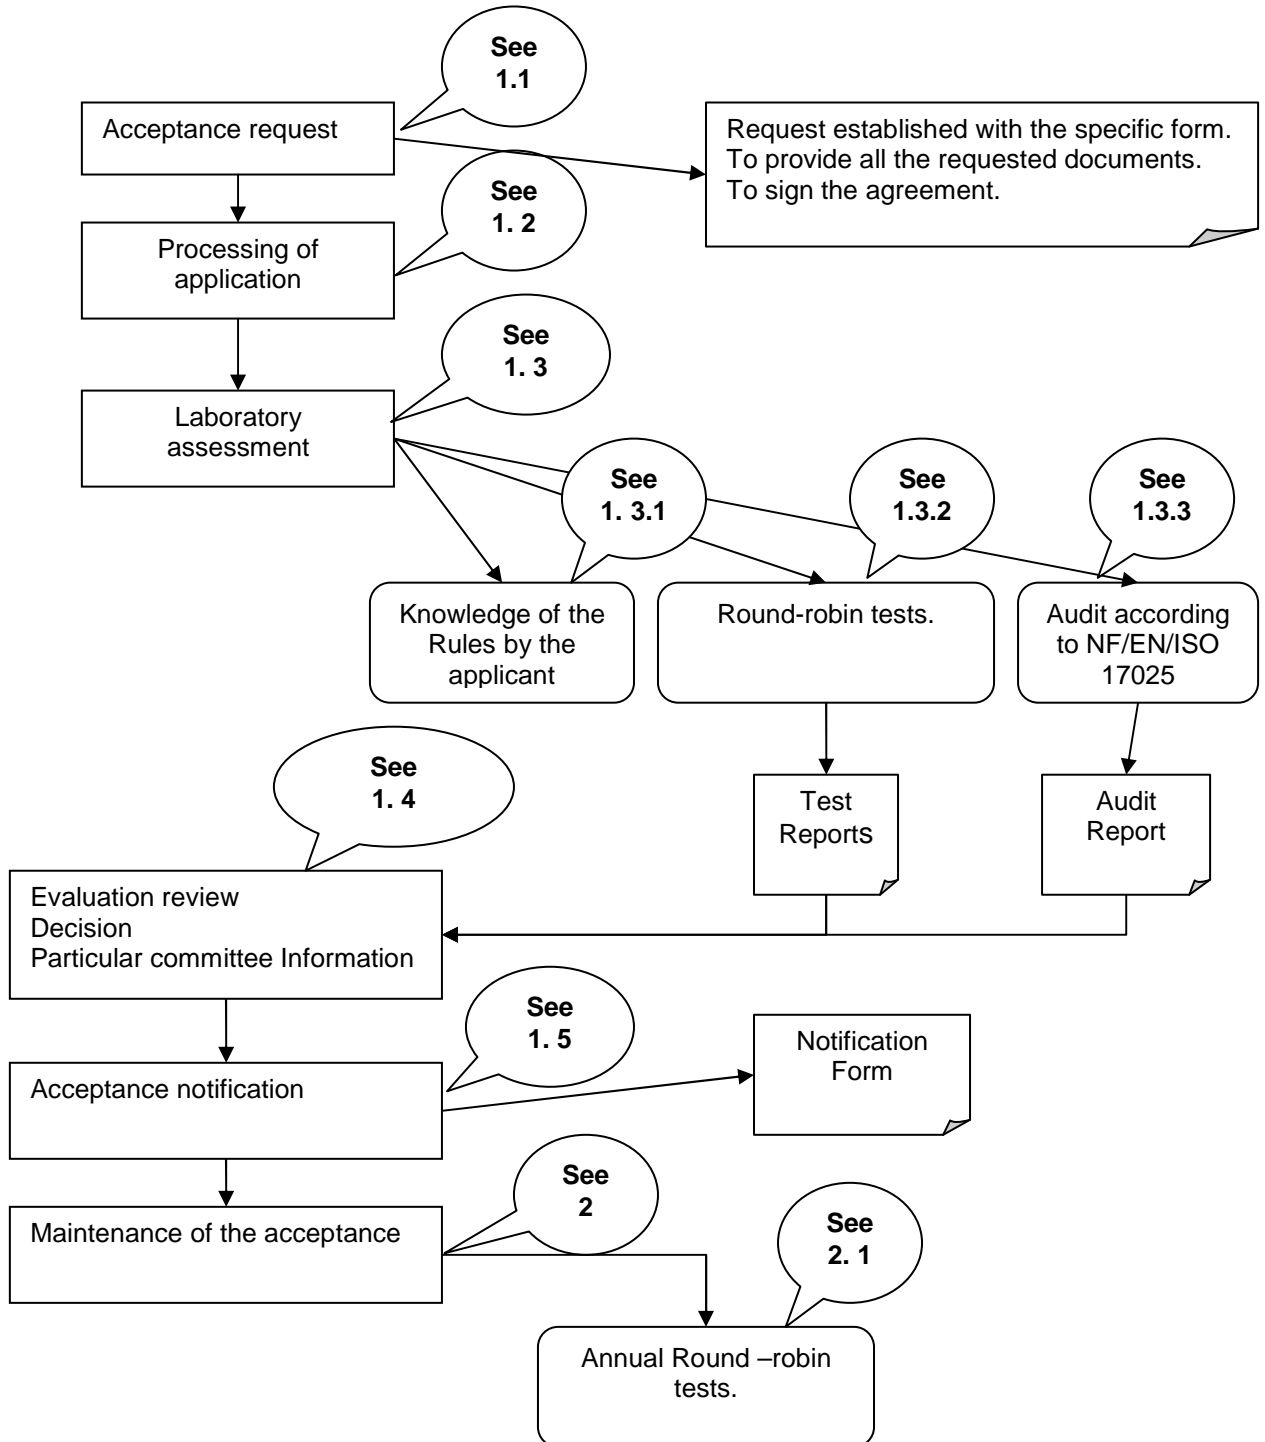 See
1.1
Acceptance request
Request established with the specific form.
To provide all the requested documents.
To sign the agreement.
See
1. 2
Processing of
application
See
1. 3
Laboratory
assessment
See
1. 3.1
See
1.3.2
See
1.3.3
Knowledge of the
Rules by the
applicant
Round-robin tests.
Audit according
to NF/EN/ISO
17025
See
1. 4
Test
Reports
Audit
Report
Evaluation review
Decision
Particular committee Information
See
1. 5
Notification
Form
Acceptance notification
See
2
Maintenance of the acceptance
See
2. 1
Annual Round –robin
tests.